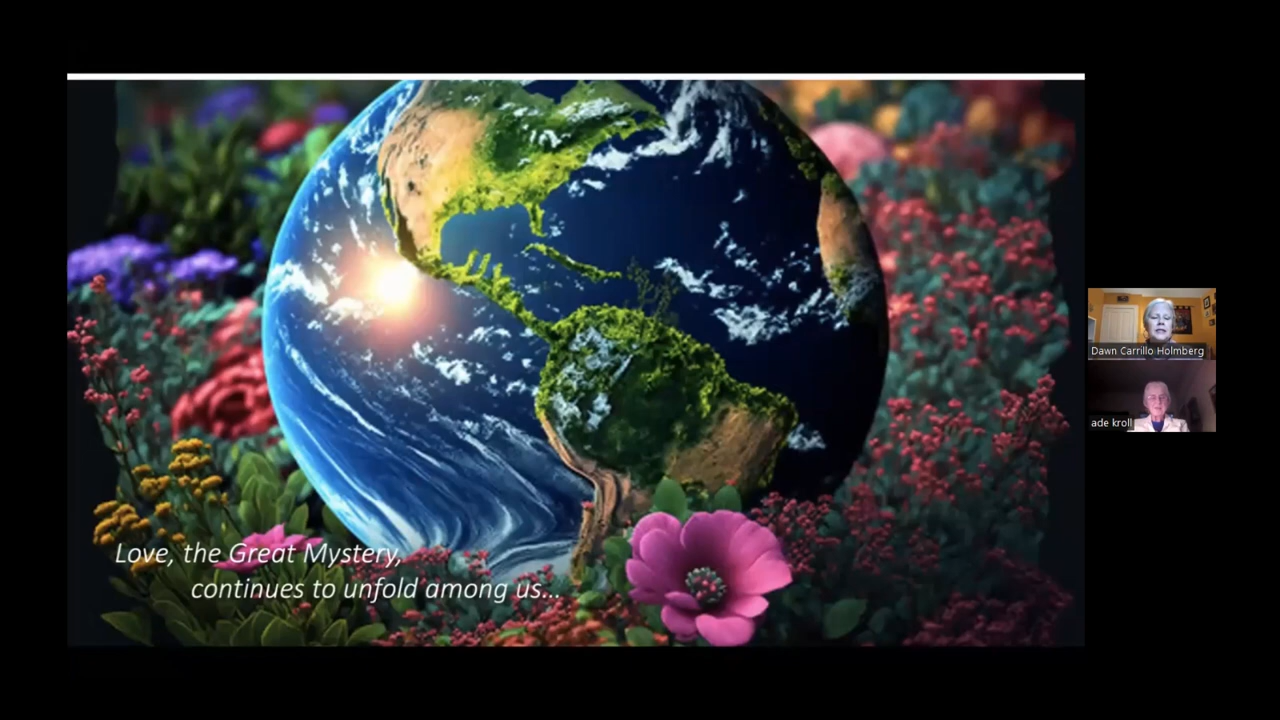 Love, the Great Mystery,
continues to unfold among us...
Dawn Carrillo Holmberg
ade kroll